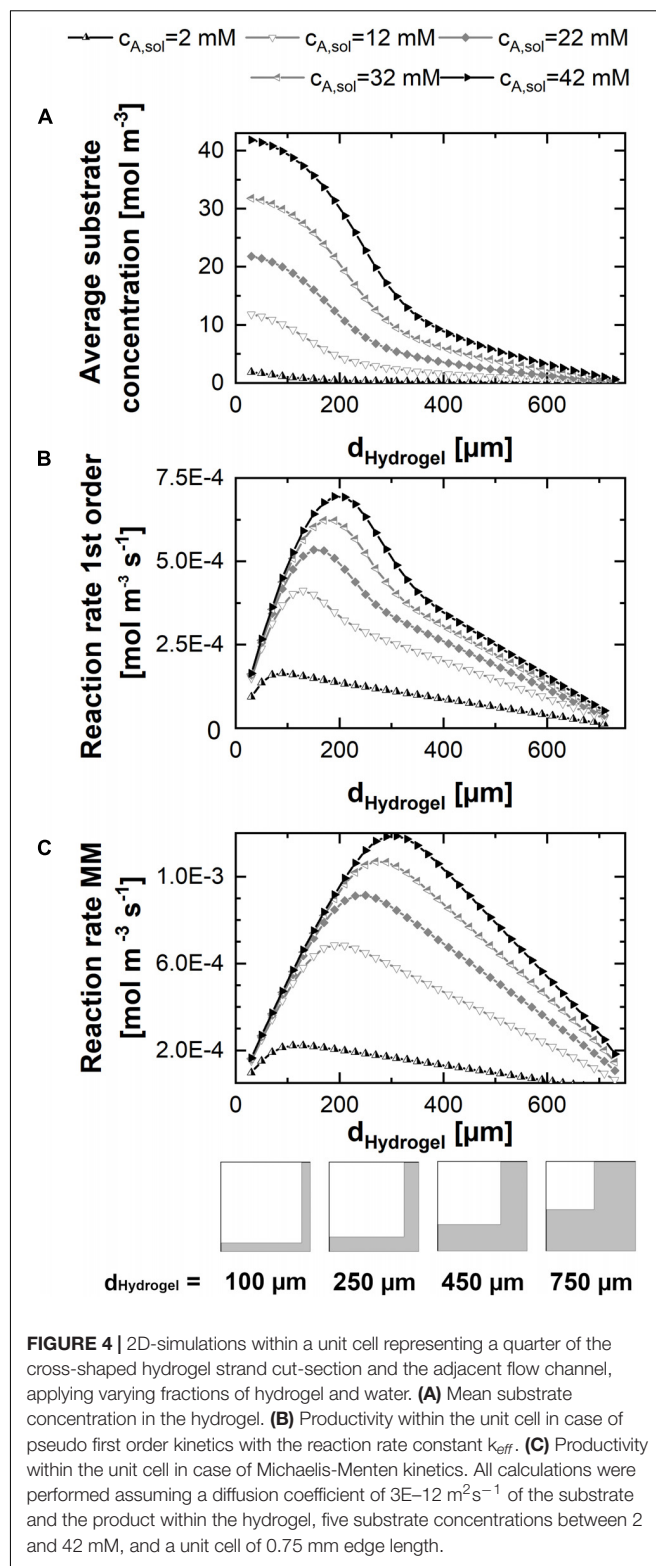 c_A,sol=2 mM c_A,sol=12 mM c_A,sol=22 mM
c_A,sol=32 mM c_A,sol=42 mM
A
Average substrate
concentration [mol m⁻³]
40
30
20
10
0
0 200 400 600
d_Hydrogel [µm]
B
Reaction rate 1st order
[mol m⁻³ s⁻¹]
7.5E-4
5.0E-4
2.5E-4
0
0 200 400 600
d_Hydrogel [µm]
C
Reaction rate MM
[mol m⁻³ s⁻¹]
1.0E-3
6.0E-4
2.0E-4
0 200 400 600
d_Hydrogel [µm]
d_Hydrogel = 100 µm 250 µm 450 µm 750 µm
FIGURE 4 | 2D-simulations within a unit cell representing a quarter of the
cross-shaped hydrogel strand cut-section and the adjacent flow channel,
applying varying fractions of hydrogel and water. (A) Mean substrate
concentration in the hydrogel. (B) Productivity within the unit cell in case of
pseudo first order kinetics with the reaction rate constant k_eff. (C) Productivity
within the unit cell in case of Michaelis-Menten kinetics. All calculations were
performed assuming a diffusion coefficient of 3E–12 m²s⁻¹ of the substrate
and the product within the hydrogel, five substrate concentrations between 2
and 42 mM, and a unit cell of 0.75 mm edge length.